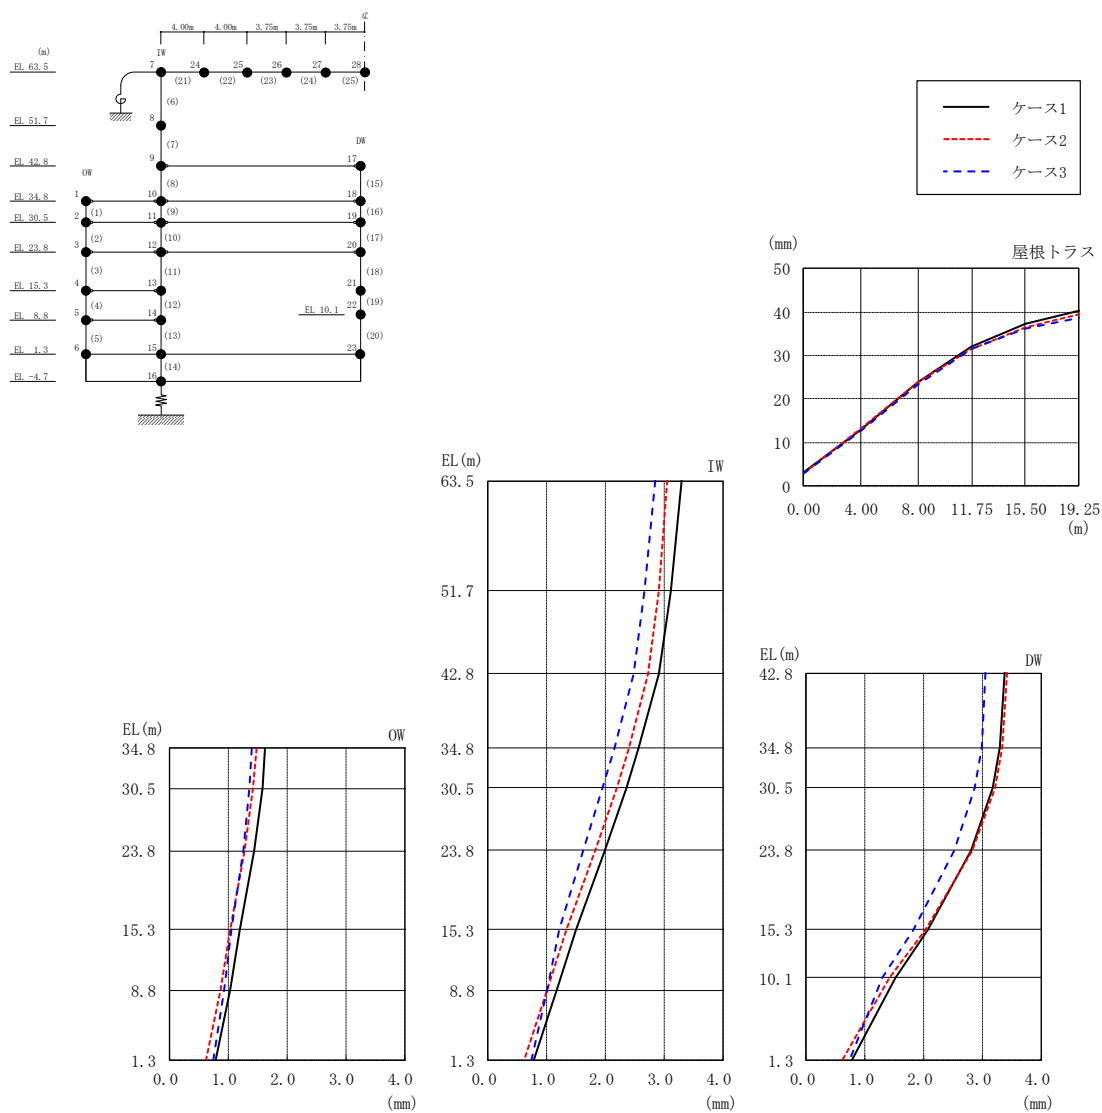 ℄
4.00m 4.00m 3.75m 3.75m 3.75m
(m) IW
EL 63.5 7 24 25 26 27 28
(21) (22) (23) (24) (25)
(6)
EL 51.7 8
(7) DW
EL 42.8 9 17
OW (8) (15)
EL 34.8 1 10 18
(1) (9) (16)
EL 30.5 2 11 19
(2) (10) (17)
EL 23.8 3 12 20
(3) (11) (18)
EL 15.3 4 13 21
(4) (12) (19)
EL 10.1 22
EL 8.8 5 14
(5) (13) (20)
EL 1.3 6 15 23
(14)
EL -4.7 16
ケース1
ケース2
ケース3
(mm) 屋根トラス
50
40
30
20
10
0
0.00 4.00 8.00 11.75 15.50 19.25
(m)
EL(m) IW
63.5
51.7
42.8
34.8
30.5
23.8
15.3
8.8
1.3
0.0 1.0 2.0 3.0 4.0
(mm)
EL(m) OW
34.8
30.5
23.8
15.3
8.8
1.3
0.0 1.0 2.0 3.0 4.0
(mm)
EL(m) DW
42.8
34.8
30.5
23.8
15.3
10.1
1.3
0.0 1.0 2.0 3.0 4.0
(mm)